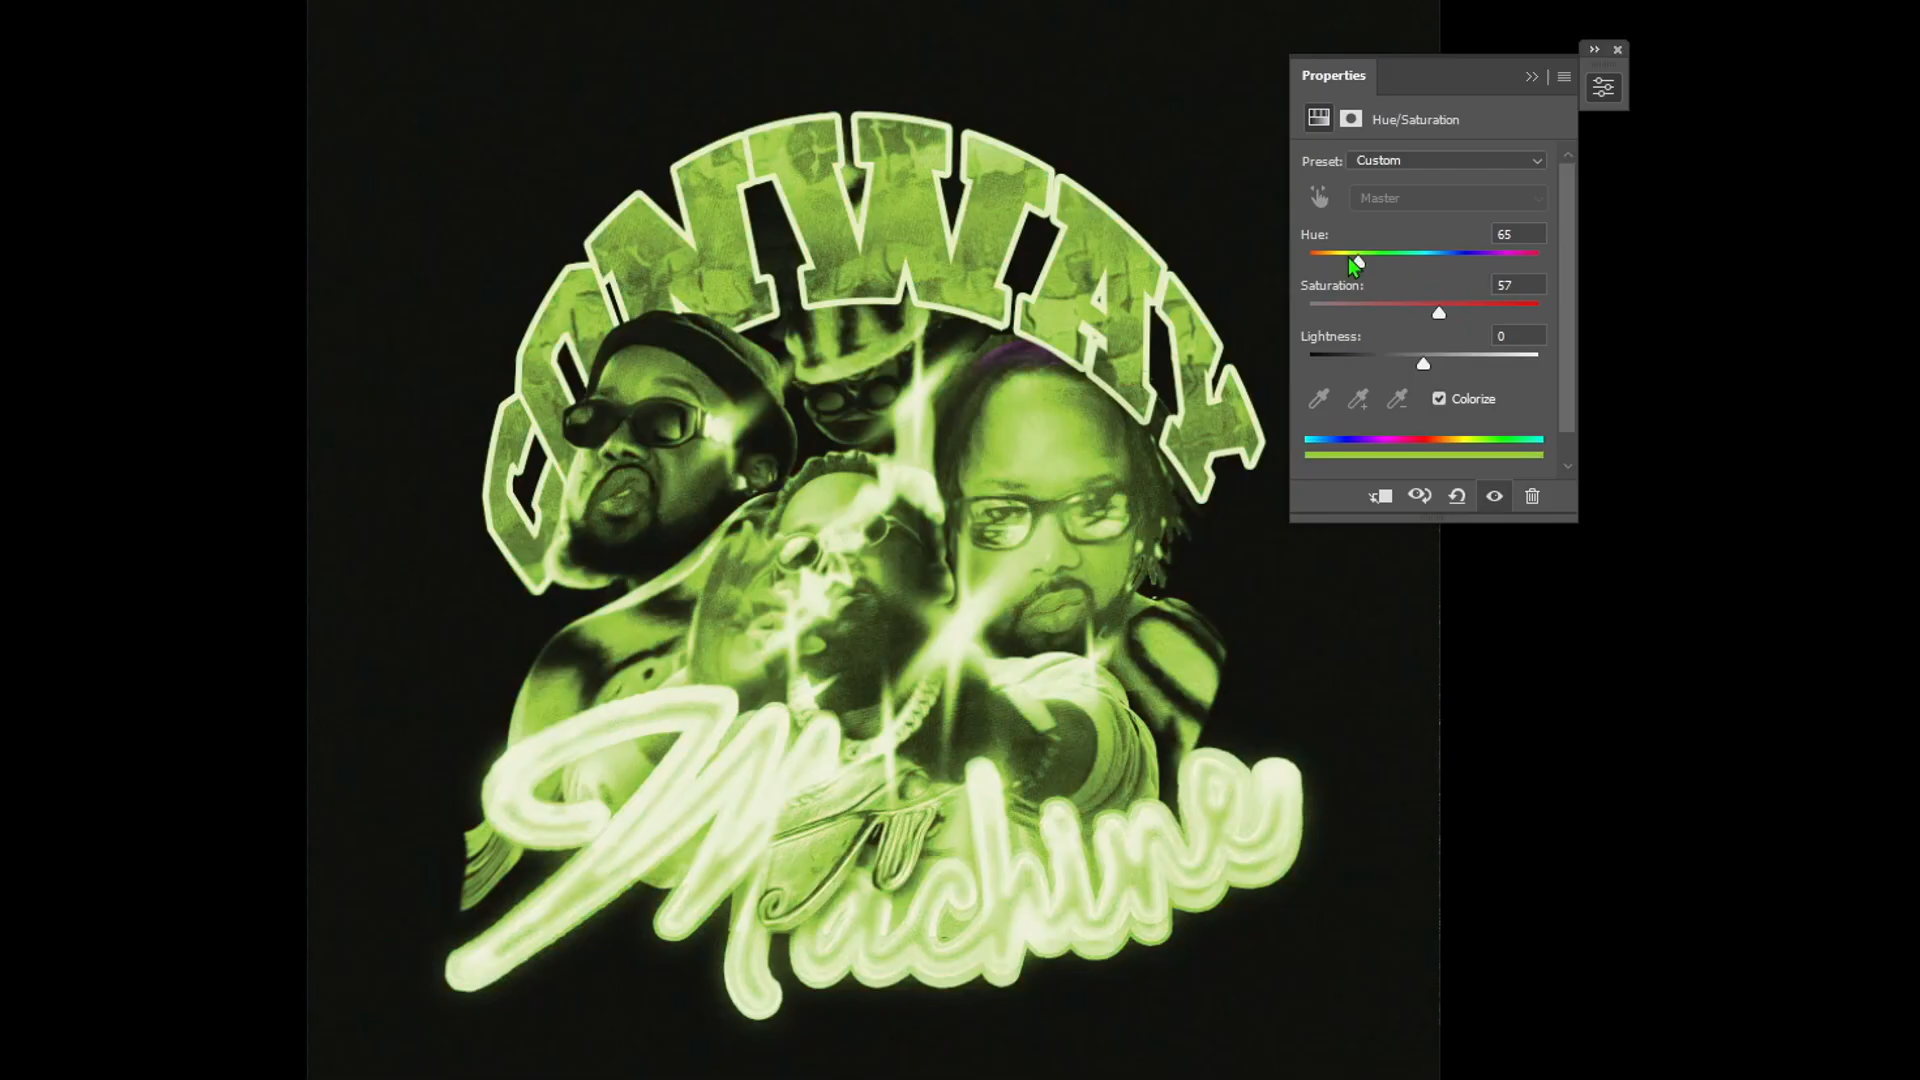 CONWAY
Machine
Properties
Hue/Saturation
Preset: Custom
Master
Hue: 65
Saturation: 57
Lightness: 0
Colorize